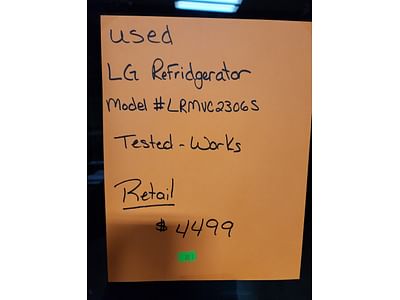 used
LG Refridgerator
Model #LRMVC2306S
Tested - Works
Retail
$4499